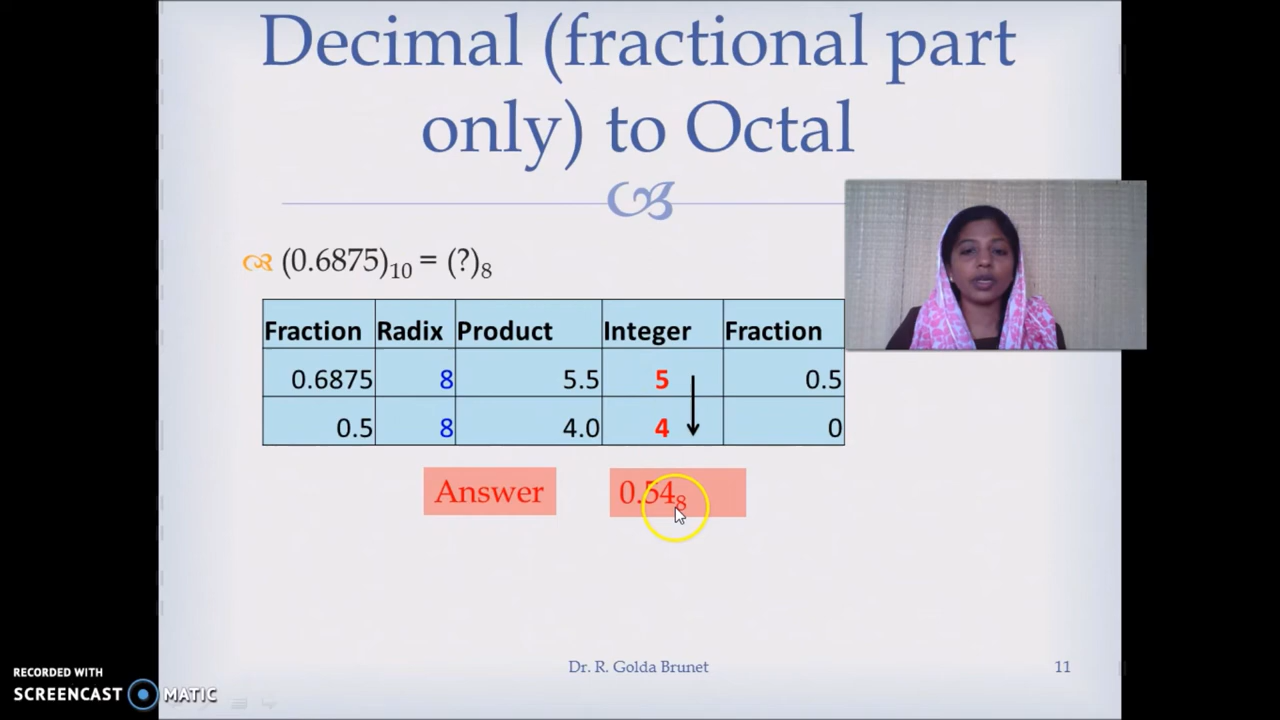 Decimal (fractional part
only) to Octal
(0.6875)₁₀ = (?)₈
Fraction Radix Product Integer Fraction
0.6875 8 5.5 5 0.5
0.5 8 4.0 4 0
Answer 0.54₈
Dr. R. Golda Brunet 11
RECORDED WITH
SCREENCAST MATIC